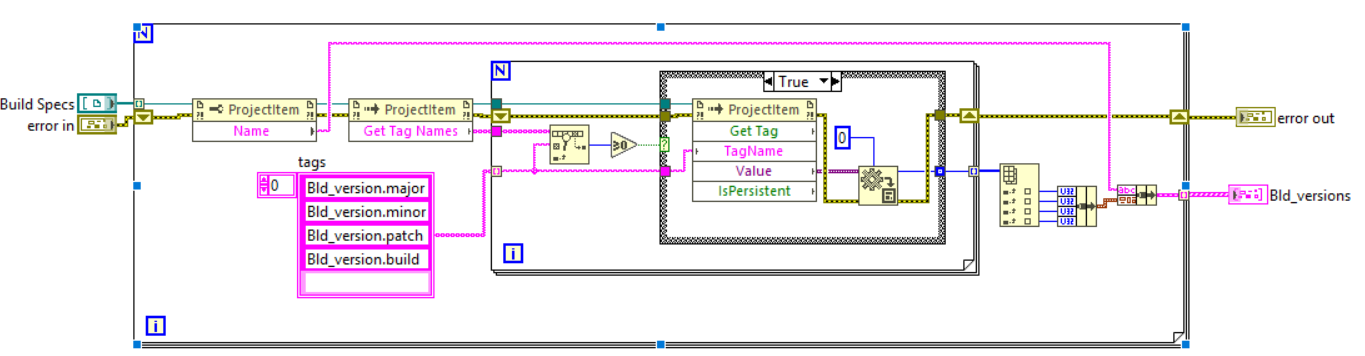 N
N
True
Build Specs
ProjectItem
ProjectItem
ProjectItem
error in
Name
Get Tag Names
Get Tag
error out
≥0
?
0
TagName
tags
Value
0
Bld_version.major
IsPersistent
abc
U32
U32
U32
U32
Bld_versions
Bld_version.minor
Bld_version.patch
Bld_version.build
i
i